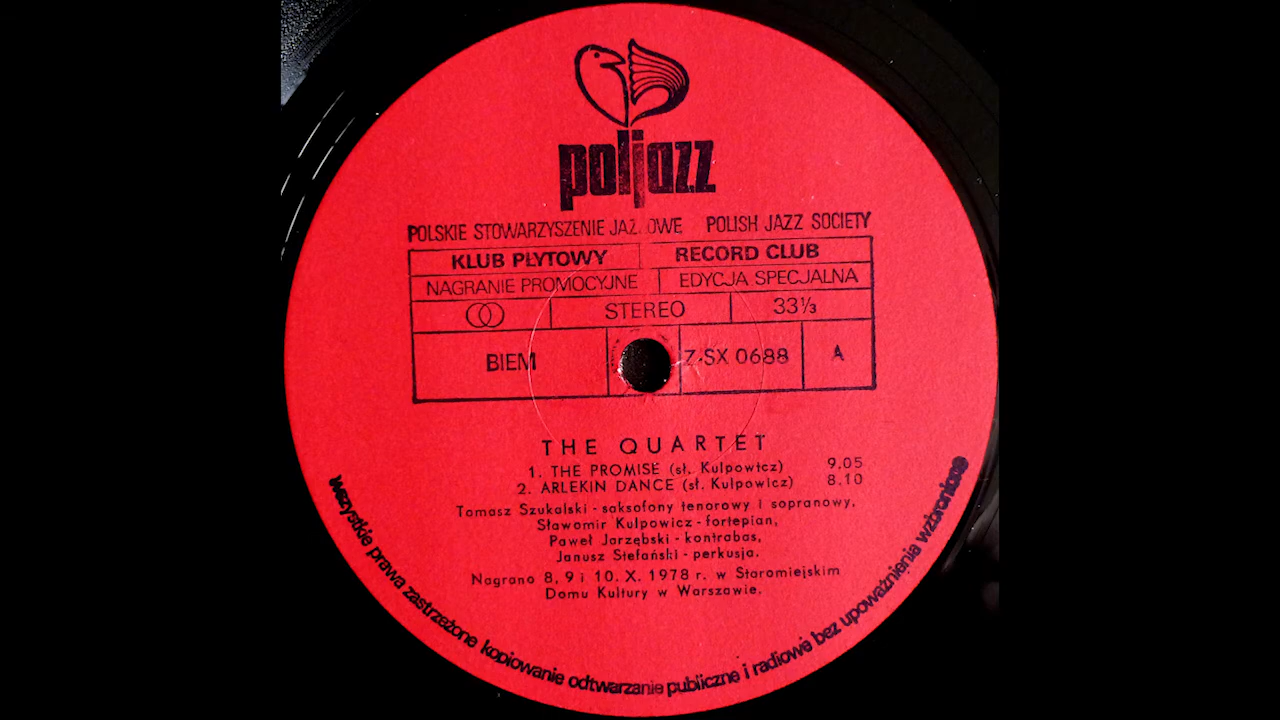 poljazz
POLSKIE STOWARZYSZENIE JAZ OWE POLISH JAZZ SOCIETY
KLUB PŁYTOWY RECORD CLUB
NAGRANIE PROMOCYJNE EDYCJA SPECJALNA
STEREO 33⅓
BIEM Z-SX 0688 A
THE QUARTET
1. THE PROMISE (sł. Kulpowicz) 9,05
2. ARLEKIN DANCE (sł. Kulpowicz) 8,10
Tomasz Szukalski - saksofony tenorowy i sopranowy,
Sławomir Kulpowicz - fortepian,
Paweł Jarzębski - kontrabas,
Janusz Stefański - perkusja.
Nagrano 8, 9 i 10. X. 1978 r. w Staromiejskim
Domu Kultury w Warszawie.
wszystkie prawa zastrzeżone kopiowanie odtwarzanie publiczne i radiowe bez upoważnienia wzbronione